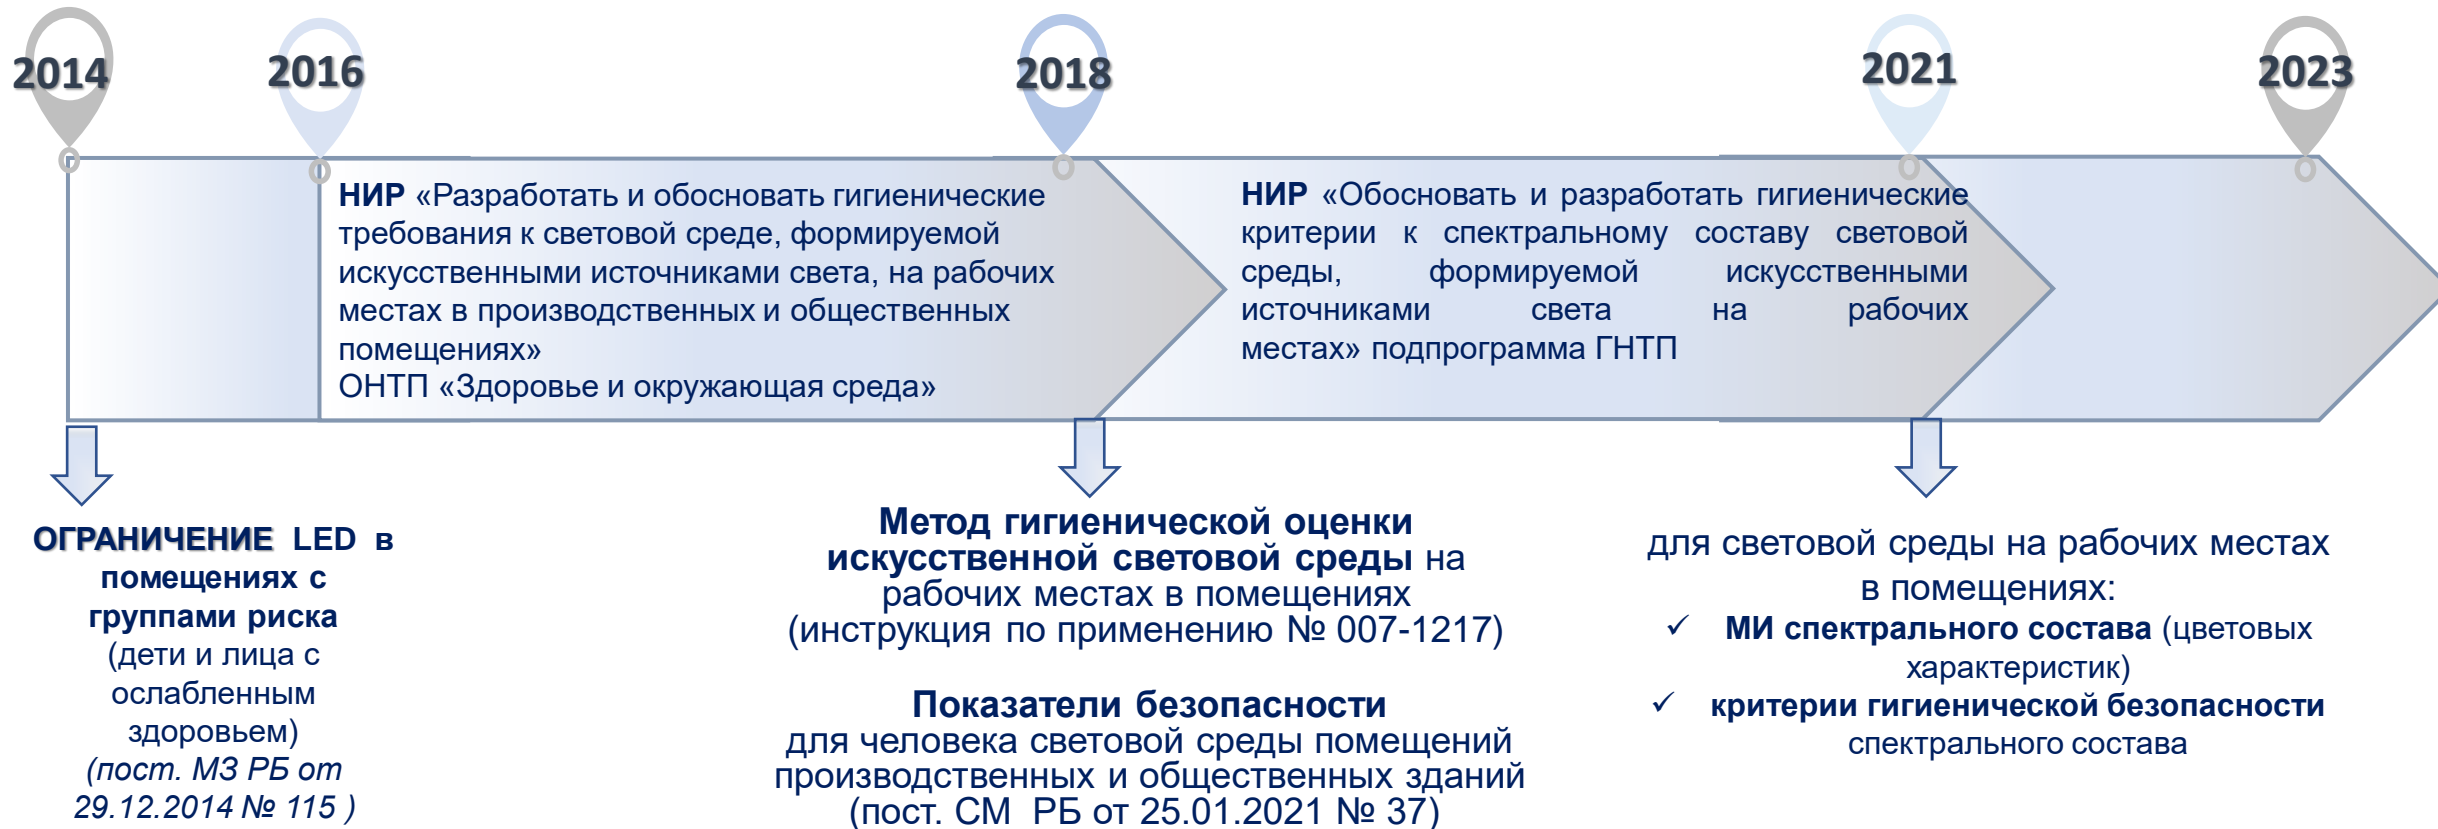 2014
2016
2018
2021
2023
НИР «Разработать и обосновать гигиенические
требования к световой среде, формируемой
искусственными источниками света, на рабочих
местах в производственных и общественных
помещениях»
ОНТП «Здоровье и окружающая среда»
НИР «Обосновать и разработать гигиенические
критерии к спектральному составу световой
среды, формируемой искусственными
источниками света на рабочих
местах» подпрограмма ГНТП
ОГРАНИЧЕНИЕ LED в
помещениях с
группами риска
(дети и лица с
ослабленным
здоровьем)
(пост. МЗ РБ от
29.12.2014 № 115 )
Метод гигиенической оценки
искусственной световой среды на
рабочих местах в помещениях
(инструкция по применению № 007-1217)
Показатели безопасности
для человека световой среды помещений
производственных и общественных зданий
(пост. СМ РБ от 25.01.2021 № 37)
для световой среды на рабочих местах
в помещениях:
✓ МИ спектрального состава (цветовых
характеристик)
✓ критерии гигиенической безопасности
спектрального состава